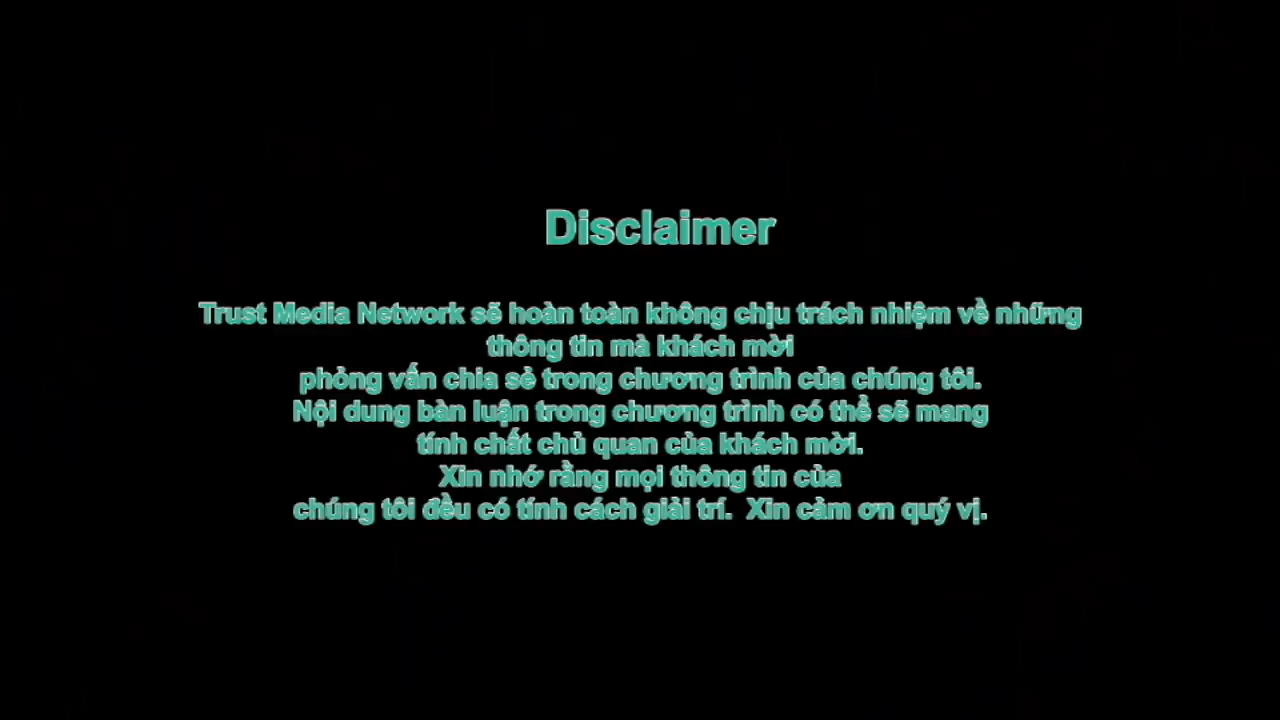 Disclaimer
Trust Media Network sẽ hoàn toàn không chịu trách nhiệm về những
thông tin mà khách mời
phỏng vấn chia sẻ trong chương trình của chúng tôi.
Nội dung bàn luận trong chương trình có thể sẽ mang
tính chất chủ quan của khách mời.
Xin nhớ rằng mọi thông tin của
chúng tôi đều có tính cách giải trí.  Xin cảm ơn quý vị.